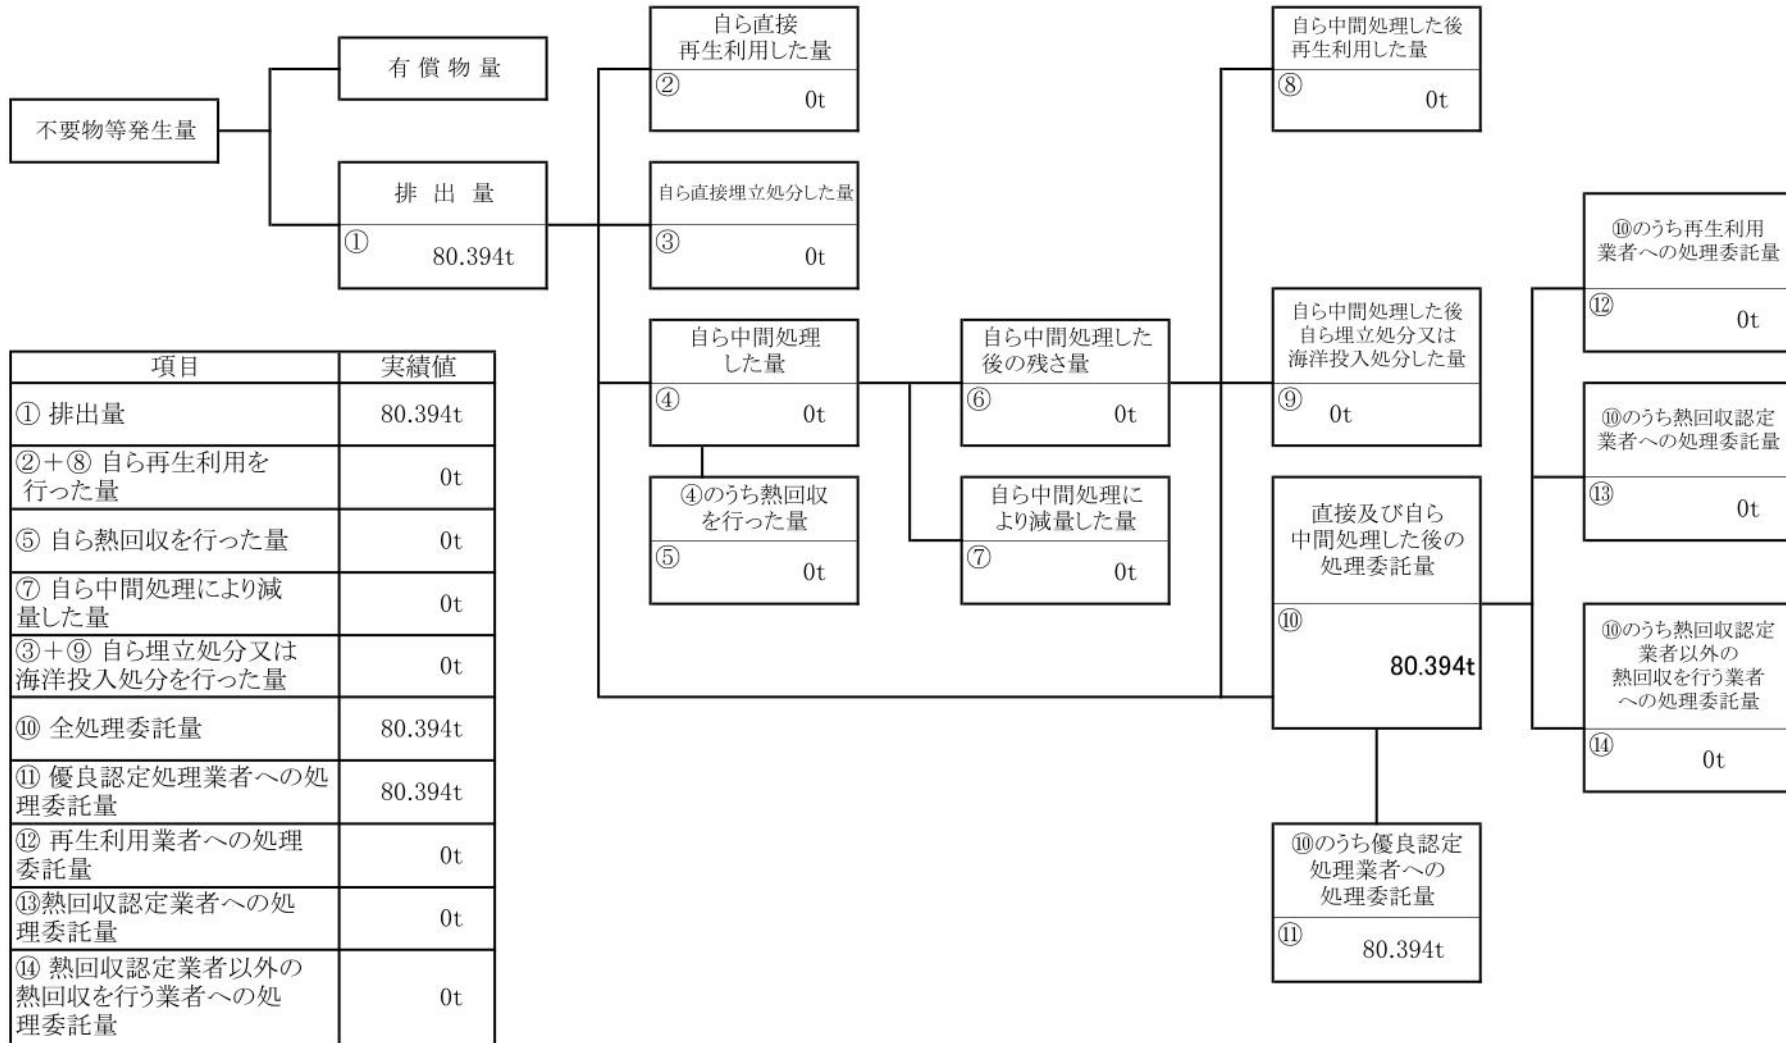 不要物等発生量
有 償 物 量
排 出 量
①
80.394t
自ら直接
再生利用した量
②
0t
自ら直接埋立処分した量
③
0t
自ら中間処理
した量
④
0t
④のうち熱回収
を行った量
⑤
0t
自ら中間処理した
後の残さ量
⑥
0t
自ら中間処理に
より減量した量
⑦
0t
自ら中間処理した後
再生利用した量
⑧
0t
自ら中間処理した後
自ら埋立処分又は
海洋投入処分した量
⑨
0t
直接及び自ら
中間処理した後の
処理委託量
⑩
80.394t
⑩のうち優良認定
処理業者への
処理委託量
⑪
80.394t
⑩のうち再生利用
業者への処理委託量
⑫
0t
⑩のうち熱回収認定
業者への処理委託量
⑬
0t
⑩のうち熱回収認定
業者以外の
熱回収を行う業者
への処理委託量
⑭
0t
項目 実績値
① 排出量 80.394t
②+⑧ 自ら再生利用を
行った量
0t
⑤ 自ら熱回収を行った量 0t
⑦ 自ら中間処理により減
量した量
0t
③+⑨ 自ら埋立処分又は
海洋投入処分を行った量
0t
⑩ 全処理委託量 80.394t
⑪ 優良認定処理業者への処
理委託量
80.394t
⑫ 再生利用業者への処理
委託量
0t
⑬熱回収認定業者への処
理委託量
0t
⑭ 熱回収認定業者以外の
熱回収を行う業者への処
理委託量
0t